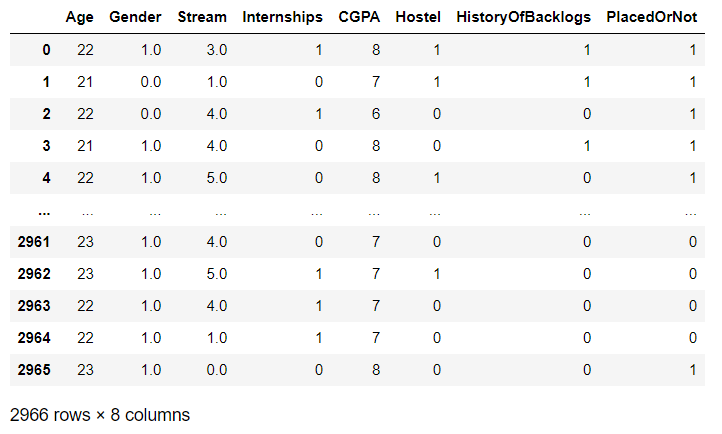 Age Gender Stream Internships CGPA Hostel HistoryOfBacklogs PlacedOrNot
0 22 1.0 3.0 1 8 1 1 1
1 21 0.0 1.0 0 7 1 1 1
2 22 0.0 4.0 1 6 0 0 1
3 21 1.0 4.0 0 8 0 1 1
4 22 1.0 5.0 0 8 1 0 1
... ... ... ... ... ... ... ... ...
2961 23 1.0 4.0 0 7 0 0 0
2962 23 1.0 5.0 1 7 1 0 0
2963 22 1.0 4.0 1 7 0 0 0
2964 22 1.0 1.0 1 7 0 0 0
2965 23 1.0 0.0 0 8 0 0 1
2966 rows × 8 columns